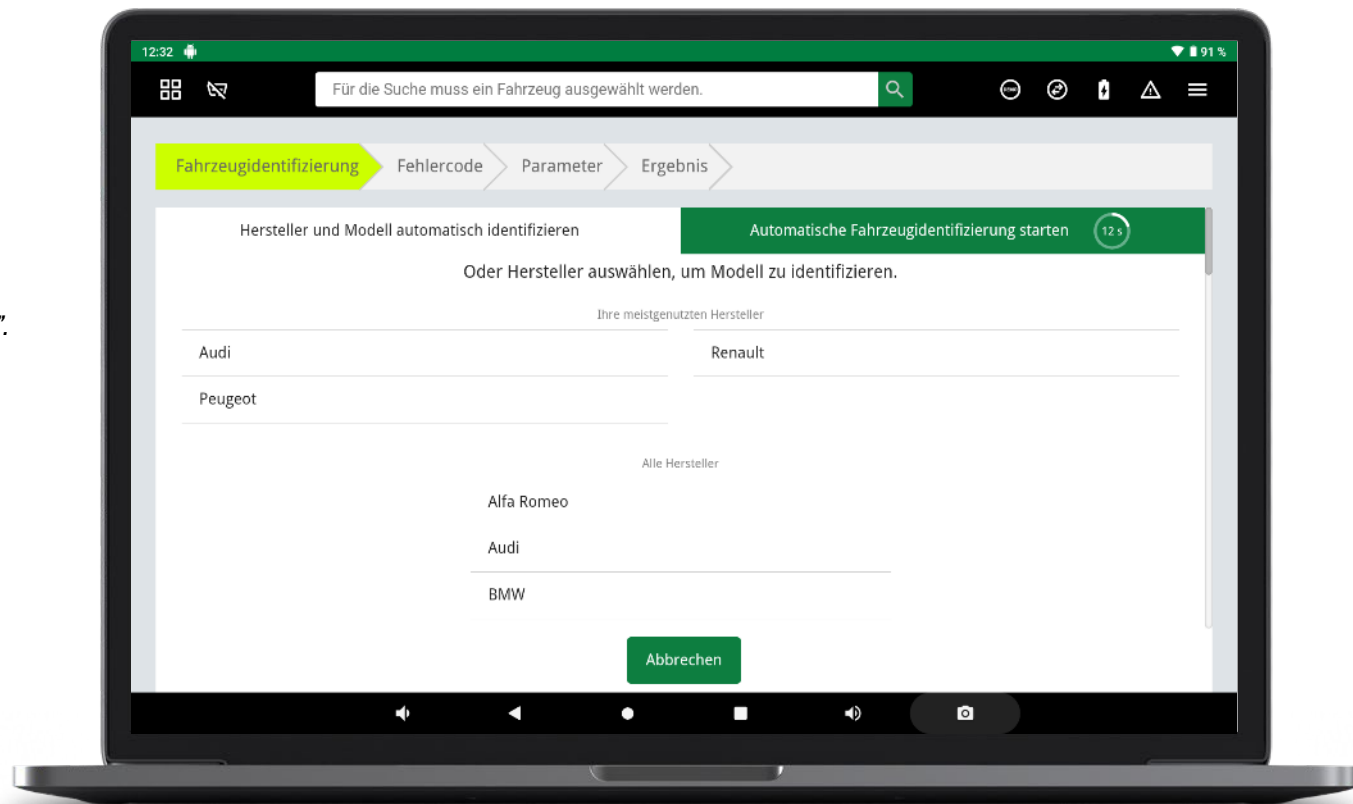 12:32
91 %
Für die Suche muss ein Fahrzeug ausgewählt werden.
Fahrzeugidentifizierung
Fehlercode
Parameter
Ergebnis
Hersteller und Modell automatisch identifizieren
Automatische Fahrzeugidentifizierung starten
12 s
Oder Hersteller auswählen, um Modell zu identifizieren.
Ihre meistgenutzten Hersteller
".
Audi
Renault
Peugeot
Alle Hersteller
Alfa Romeo
Audi
BMW
Abbrechen